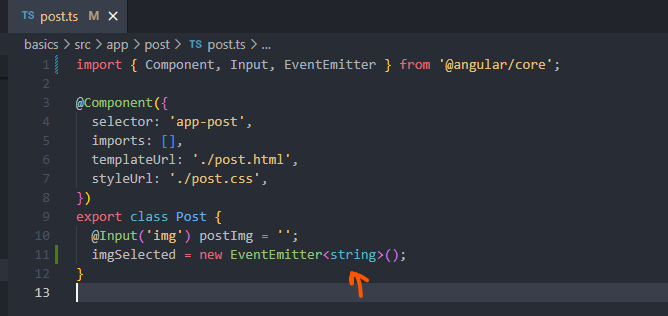 TS post.ts M ×
basics > src > app > post > TS post.ts > ...
1 import { Component, Input, EventEmitter } from '@angular/core';
2
3 @Component({
4 selector: 'app-post',
5 imports: [],
6 templateUrl: './post.html',
7 styleUrl: './post.css',
8 })
9 export class Post {
10 @Input('img') postImg = '';
11 imgSelected = new EventEmitter<string>();
12 }
13